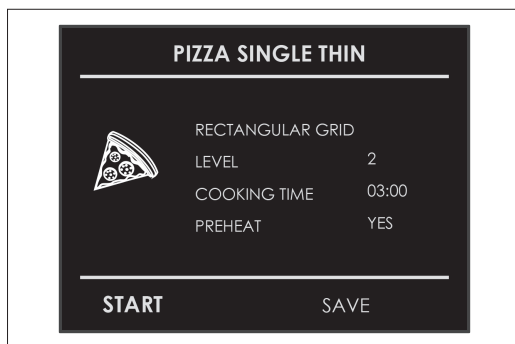 PIZZA SINGLE THIN
RECTANGULAR GRID
LEVEL 2
COOKING TIME 03:00
PREHEAT YES
START SAVE